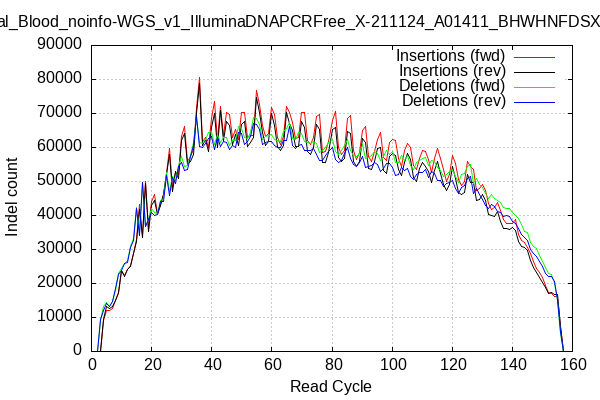 al_Blood_noinfo-WGS_v1_IlluminaDNAPCRFree_X-211124_A01411_BHWHNFDSX
Insertions (fwd)
Insertions (rev)
Deletions (fwd)
Deletions (rev)
Indel count
90000
80000
70000
60000
50000
40000
30000
20000
10000
0
0 20 40 60 80 100 120 140 160
Read Cycle